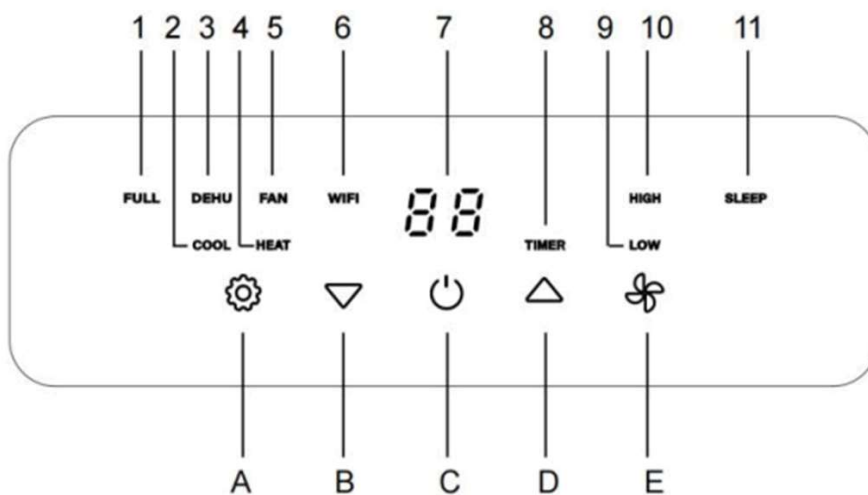 1 2 3 4 5 6 7 8 9 10 11
FULL DEHU FAN WIFI 88 HIGH SLEEP
COOL HEAT TIMER LOW
A B C D E